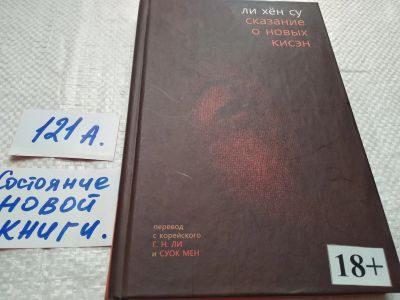 ли хён су
сказание
о новых
кисэн
перевод
с корейского
Г. Н. ЛИ
и СУОК МЕН
18+
121 А.
Состояние
новой
книги.